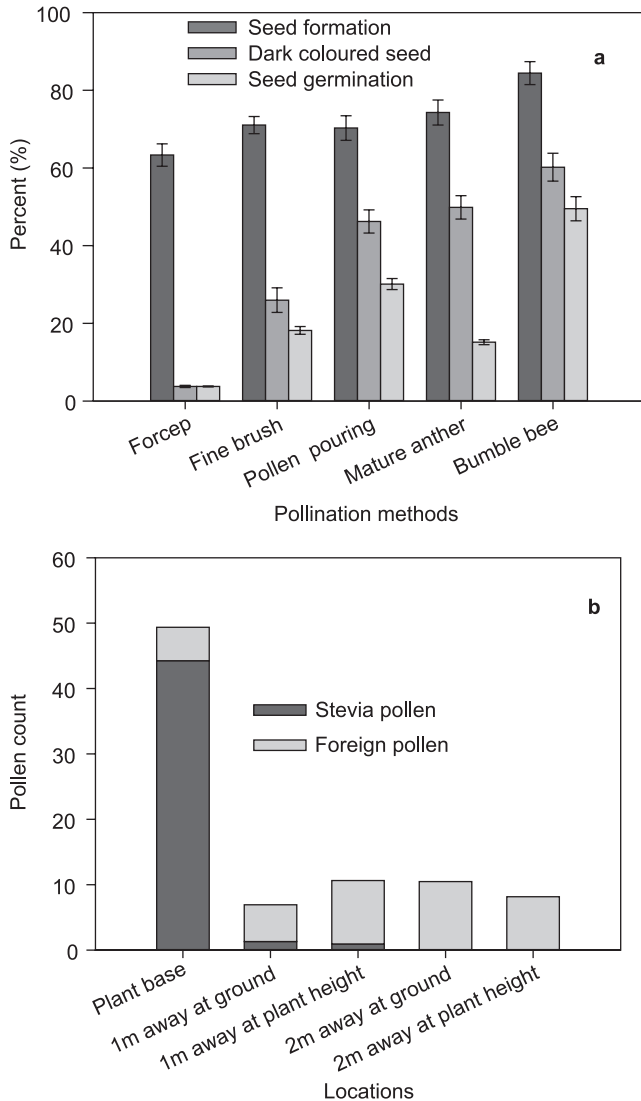 100
80
60
40
20
0
Percent (%)
Seed formation
Dark coloured seed
Seed germination
a
Forcep
Fine brush
Pollen pouring
Mature anther
Bumble bee
Pollination methods
60
50
40
30
20
10
0
Pollen count
b
Stevia pollen
Foreign pollen
Plant base
1m away at ground
1m away at plant height
2m away at ground
2m away at plant height
Locations